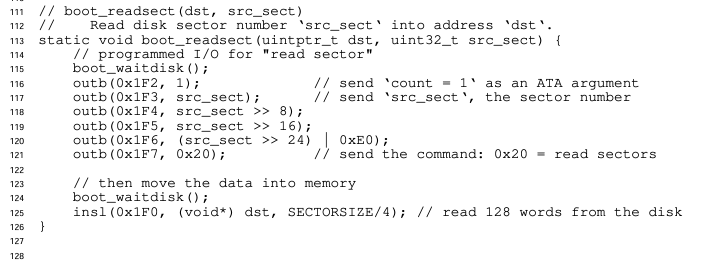 111 // boot_readsect(dst, src_sect)
112 //    Read disk sector number `src_sect` into address `dst`.
113 static void boot_readsect(uintptr_t dst, uint32_t src_sect) {
114     // programmed I/O for "read sector"
115     boot_waitdisk();
116     outb(0x1F2, 1);             // send `count = 1` as an ATA argument
117     outb(0x1F3, src_sect);      // send `src_sect`, the sector number
118     outb(0x1F4, src_sect >> 8);
119     outb(0x1F5, src_sect >> 16);
120     outb(0x1F6, (src_sect >> 24) | 0xE0);
121     outb(0x1F7, 0x20);          // send the command: 0x20 = read sectors
122
123     // then move the data into memory
124     boot_waitdisk();
125     insl(0x1F0, (void*) dst, SECTORSIZE/4); // read 128 words from the disk
126 }
127
128